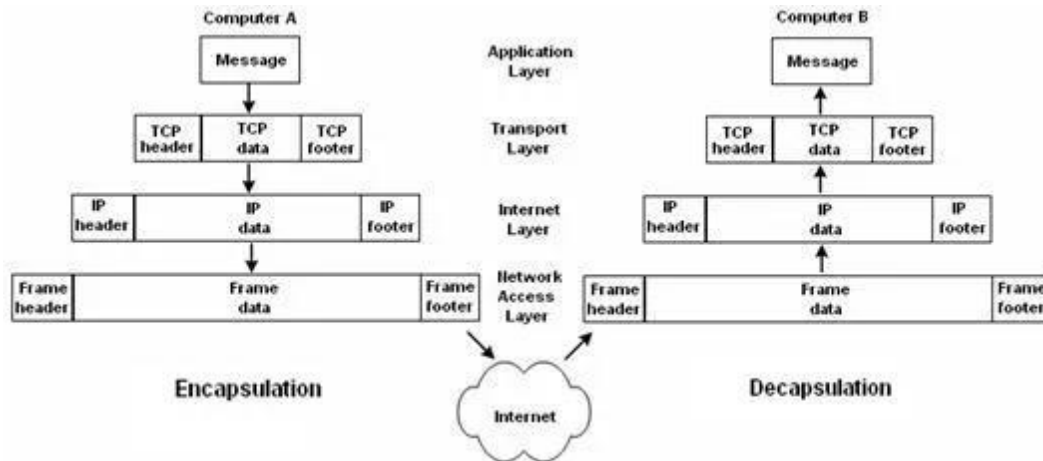 Computer A
Message
TCP
header
TCP
data
TCP
footer
IP
header
IP
data
IP
footer
Frame
header
Frame
data
Frame
footer
Encapsulation
Application
Layer
Transport
Layer
Internet
Layer
Network
Access
Layer
Internet
Computer B
Message
TCP
header
TCP
data
TCP
footer
IP
header
IP
data
IP
footer
Frame
header
Frame
data
Frame
footer
Decapsulation